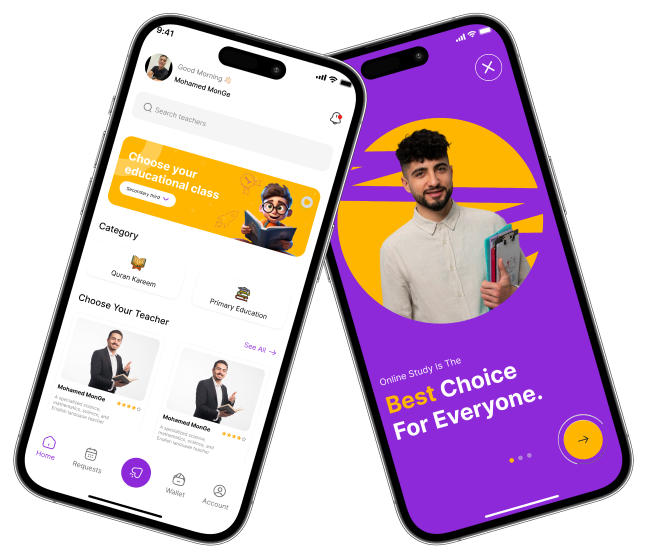 9:41
Good Morning 👋🏻
Mohamed MonGe
Search teachers
Choose your
educational class
Secondary third
Category
Quran Kareem
Primary Education
Choose Your Teacher
See All →
Mohamed MonGe
A specialized science,
mathematics, science, and
English language teacher
Mohamed MonGe
A specialized science,
mathematics, science, and
English language teacher
Home
Requests
Wallet
Account
Online Study Is The
Best Choice
For Everyone.